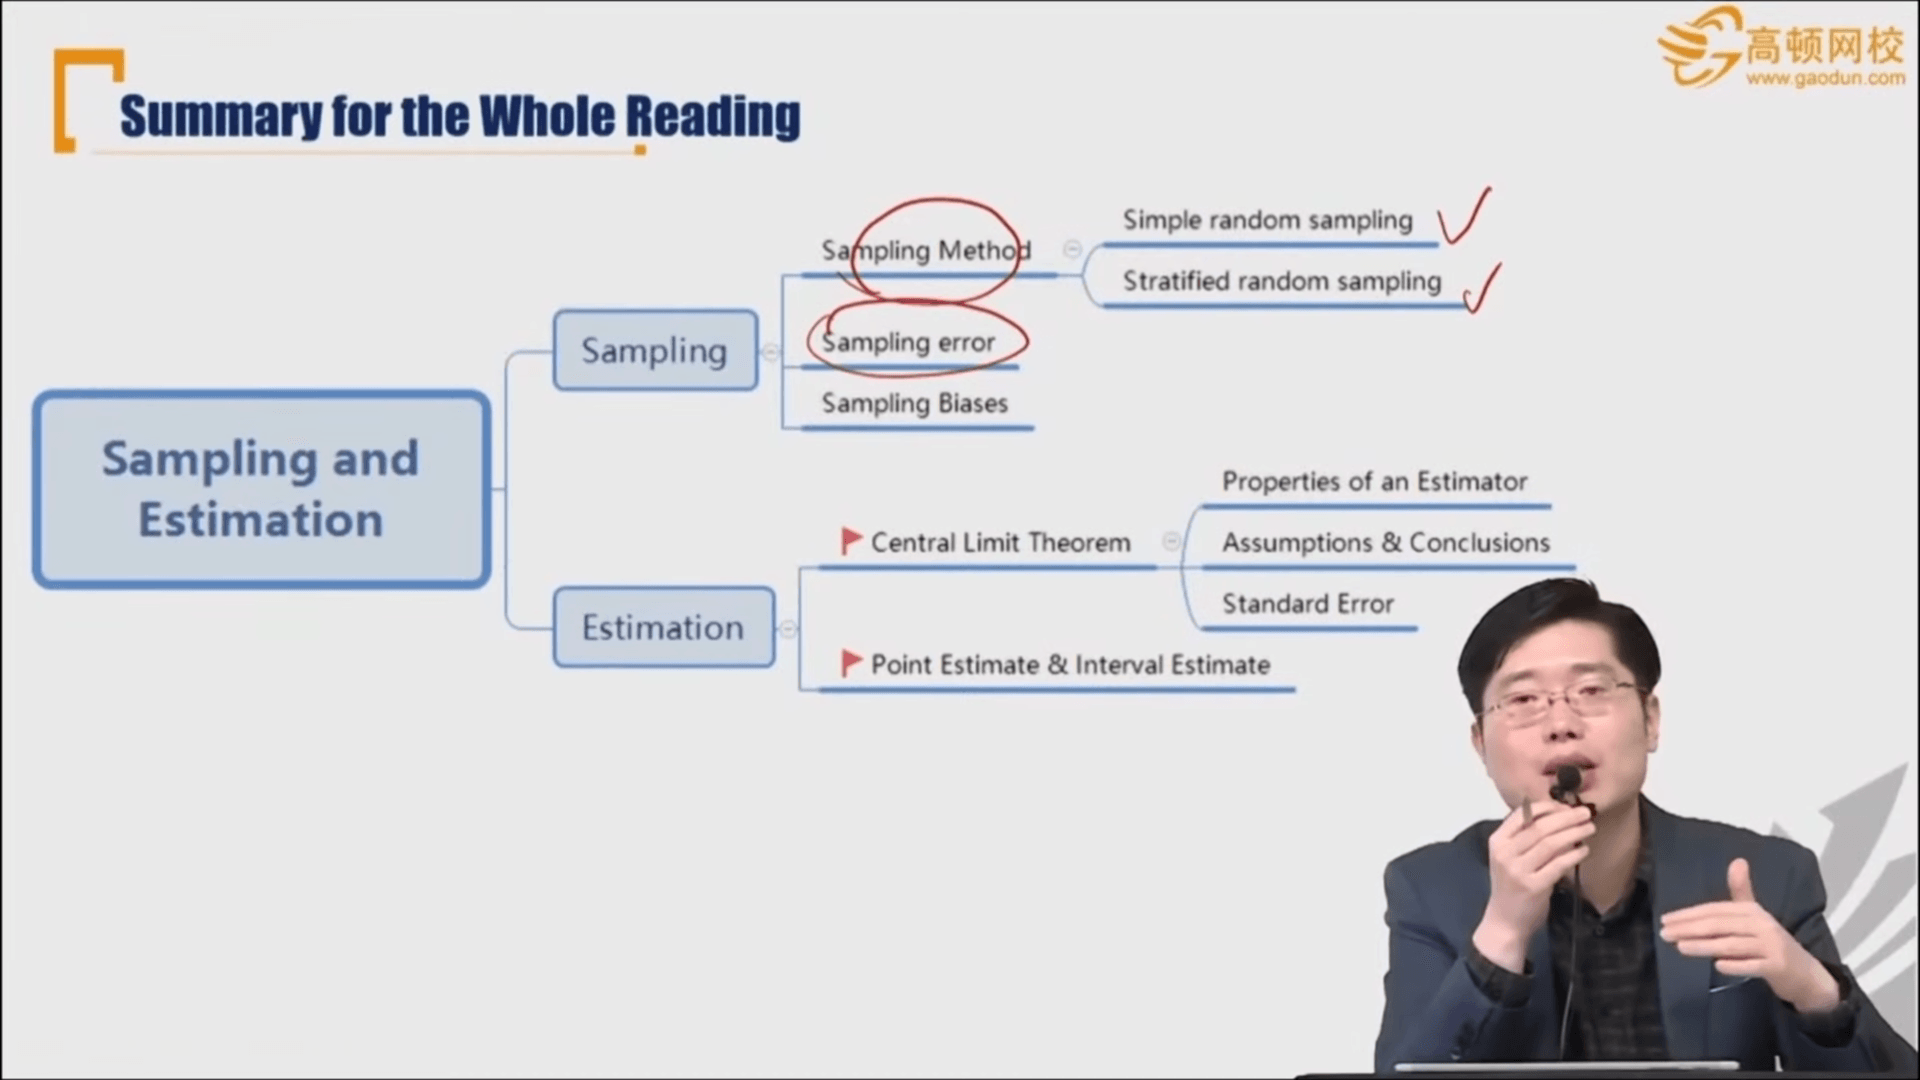 高顿网校
www.gaodun.com
Summary for the Whole Reading
Sampling and
Estimation
Sampling
Sampling Method
Simple random sampling
Stratified random sampling
Sampling error
Sampling Biases
Estimation
Central Limit Theorem
Properties of an Estimator
Assumptions & Conclusions
Standard Error
Point Estimate & Interval Estimate